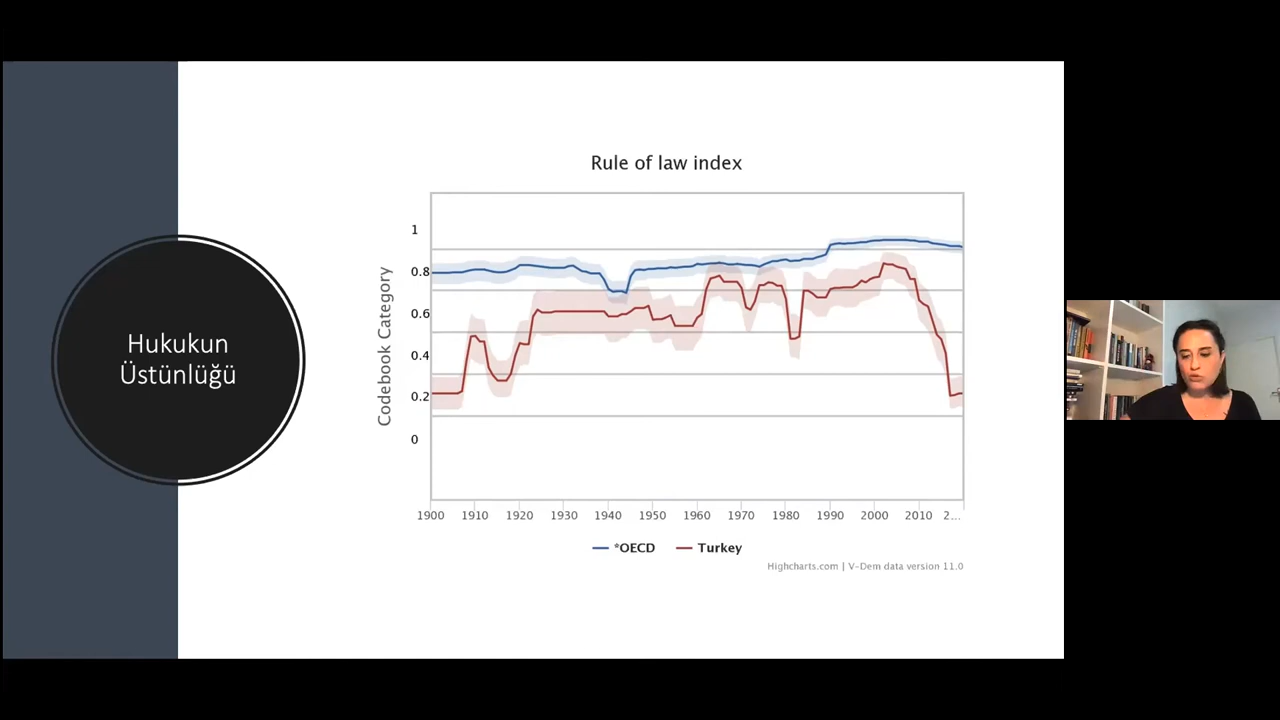 Hukukun
Üstünlüğü
Rule of law index
Codebook Category
1
0.8
0.6
0.4
0.2
0
1900 1910 1920 1930 1940 1950 1960 1970 1980 1990 2000 2010 2...
*OECD Turkey
Highcharts.com | V-Dem data version 11.0